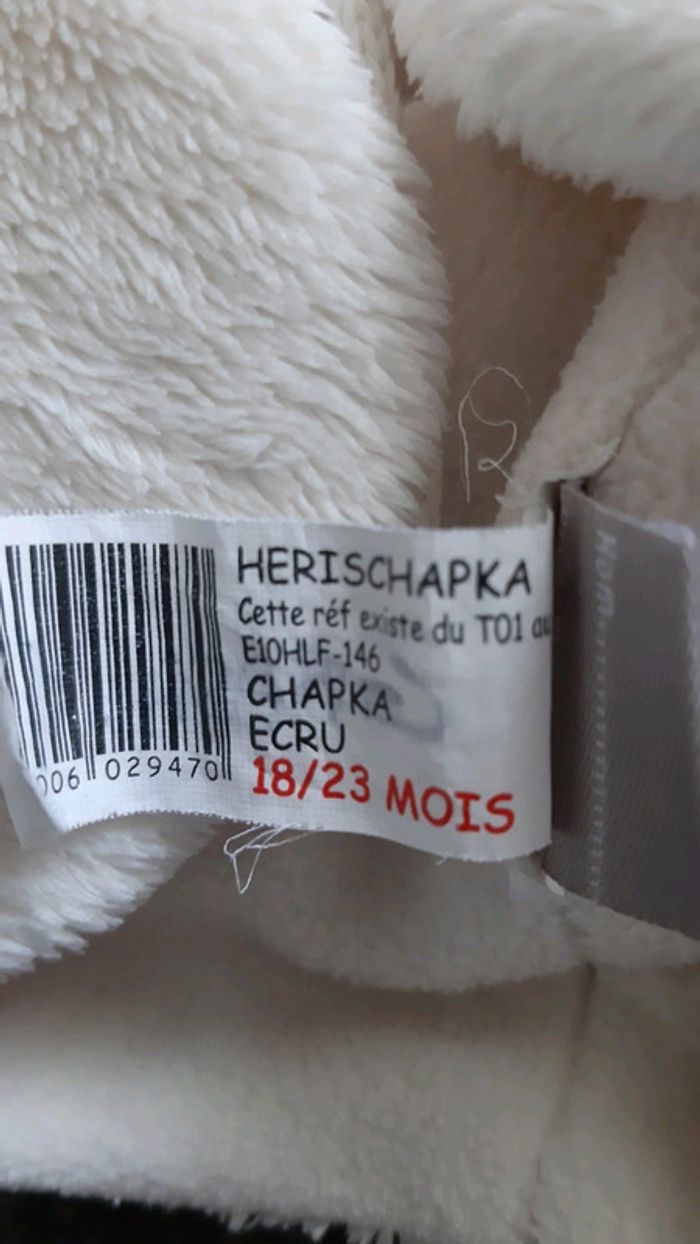 HERISCHAPKA
Cette réf existe du T01 au
E10HLF-146
CHAPKA
ECRU
18/23 MOIS
006 029470